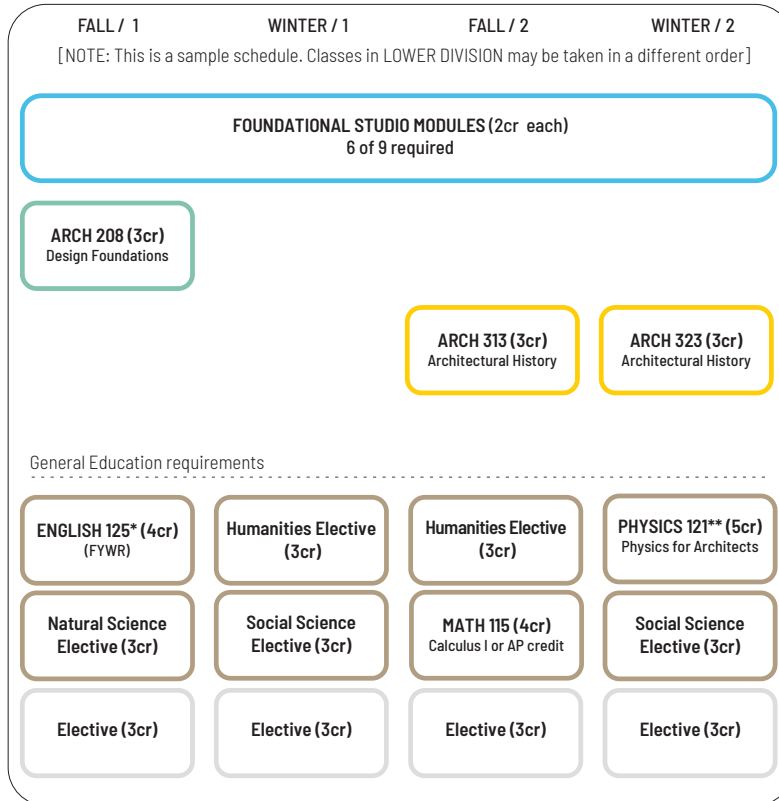 FALL / 1 WINTER / 1 FALL / 2 WINTER / 2
[NOTE: This is a sample schedule. Classes in LOWER DIVISION may be taken in a different order]
FOUNDATIONAL STUDIO MODULES (2cr each)
6 of 9 required
ARCH 208 (3cr)
Design Foundations
ARCH 313 (3cr) ARCH 323 (3cr)
Architectural History Architectural History
General Education requirements
ENGLISH 125* (4cr)
(FYWR)
Humanities Elective
(3cr)
Humanities Elective
(3cr)
PHYSICS 121** (5cr)
Physics for Architects
Natural Science
Elective (3cr)
Social Science
Elective (3cr)
MATH 115 (4cr)
Calculus I or AP credit
Social Science
Elective (3cr)
Elective (3cr) Elective (3cr) Elective (3cr) Elective (3cr)